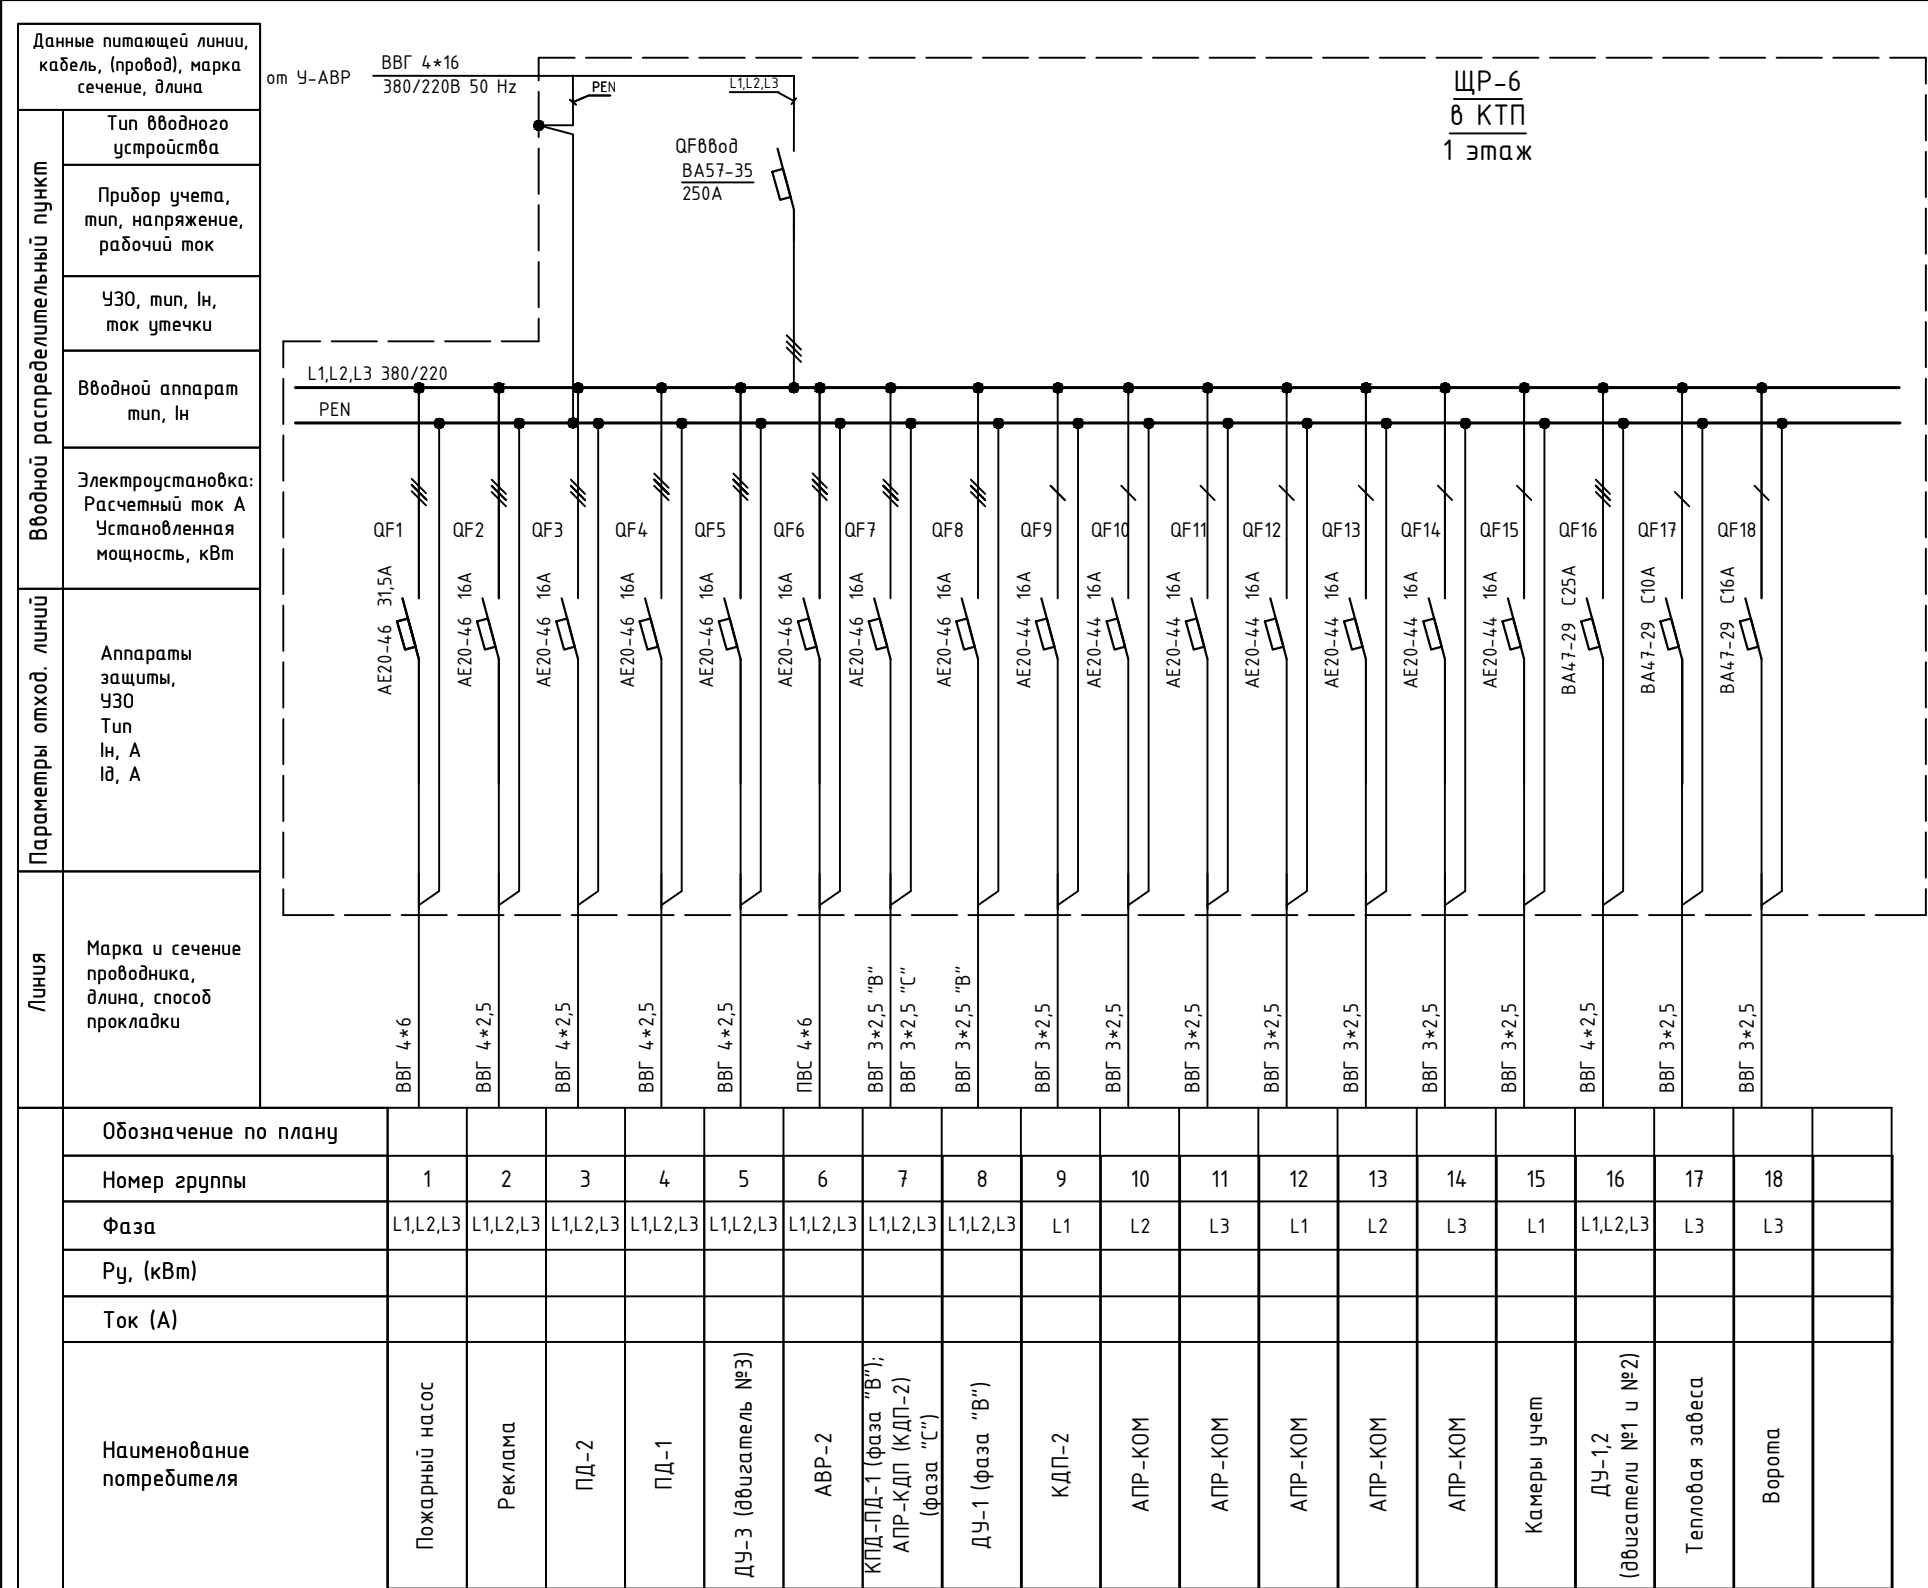 Данные питающей линии,
кабель, (провод), марка
сечение, длина
от У-АВР
ВВГ 4*16
380/220В 50 Hz
PEN
L1,L2,L3
ЩР-6
в КТП
1 этаж
Вводной распределительный пункт
Тип вводного
устройства
QFввод
ВА57-35
250А
Прибор учета,
тип, напряжение,
рабочий ток
УЗО, тип, Iн,
ток утечки
Вводной аппарат
тип, Iн
L1,L2,L3 380/220
PEN
Электроустановка:
Расчетный ток А
Установленная
мощность, кВт
QF1
QF2
QF3
QF4
QF5
QF6
QF7
QF8
QF9
QF10
QF11
QF12
QF13
QF14
QF15
QF16
QF17
QF18
Параметры отход. линий
Аппараты
защиты,
УЗО
Тип
Iн, А
Iд, А
АЕ20-46 31,5А
АЕ20-46 16А
АЕ20-46 16А
АЕ20-46 16А
АЕ20-46 16А
АЕ20-46 16А
АЕ20-46 16А
АЕ20-46 16А
АЕ20-44 16А
АЕ20-44 16А
АЕ20-44 16А
АЕ20-44 16А
АЕ20-44 16А
АЕ20-44 16А
АЕ20-44 16А
ВА47-29 С25А
ВА47-29 С10А
ВА47-29 С16А
Линия
Марка и сечение
проводника,
длина, способ
прокладки
ВВГ 4*6
ВВГ 4*2,5
ВВГ 4*2,5
ВВГ 4*2,5
ВВГ 4*2,5
ПВС 4*6
ВВГ 3*2,5 "В"
ВВГ 3*2,5 "С"
ВВГ 3*2,5 "В"
ВВГ 3*2,5
ВВГ 3*2,5
ВВГ 3*2,5
ВВГ 3*2,5
ВВГ 3*2,5
ВВГ 3*2,5
ВВГ 3*2,5
ВВГ 4*2,5
ВВГ 3*2,5
ВВГ 3*2,5
Обозначение по плану
Номер группы 1 2 3 4 5 6 7 8 9 10 11 12 13 14 15 16 17 18
Фаза L1,L2,L3 L1,L2,L3 L1,L2,L3 L1,L2,L3 L1,L2,L3 L1,L2,L3 L1,L2,L3 L1,L2,L3 L1 L2 L3 L1 L2 L3 L1 L1,L2,L3 L3 L3
Ру, (кВт)
Ток (А)
Наименование
потребителя
Пожарный насос
Реклама
ПД-2
ПД-1
ДУ-3 (двигатель №3)
АВР-2
КПД-ПД-1 (фаза "В");
АПР-КДП (КДП-2)
(фаза "С")
ДУ-1 (фаза "В")
КДП-2
АПР-КОМ
АПР-КОМ
АПР-КОМ
АПР-КОМ
АПР-КОМ
Камеры учет
ДУ-1,2
(двигатели №1 и №2)
Тепловая завеса
Ворота